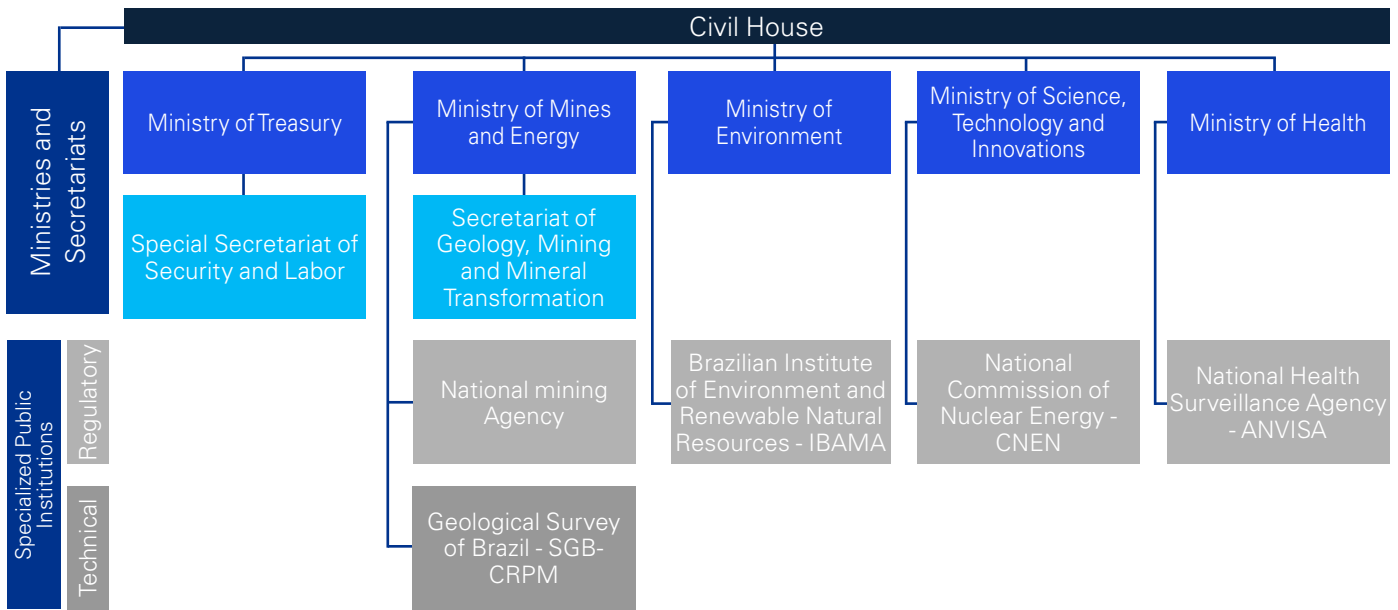 Civil House
Ministries and
Secretariats
Ministry of Treasury
Ministry of Mines
and Energy
Ministry of
Environment
Ministry of Science,
Technology and
Innovations
Ministry of Health
Special Secretariat of
Security and Labor
Secretariat of
Geology, Mining
and Mineral
Transformation
Specialized Public
Institutions
Regulatory
National mining
Agency
Brazilian Institute
of Environment and
Renewable Natural
Resources - IBAMA
National
Commission of
Nuclear Energy -
CNEN
National Health
Surveillance Agency
- ANVISA
Technical
Geological Survey
of Brazil - SGB-
CRPM